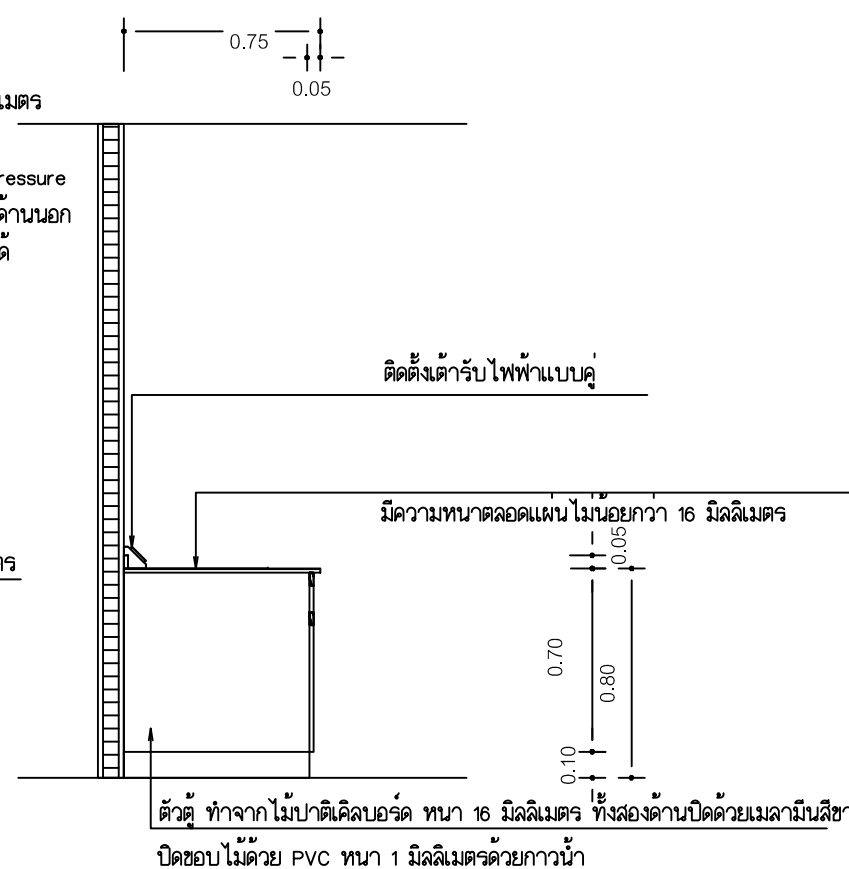 0.75
0.05
เมตร
ressure
ด้านนอก
ด้
ติดตั้งเต้ารับไฟฟ้าแบบคู่
มีความหนาตลอดแผ่นไม่น้อยกว่า 16 มิลลิเมตร
0.05
ตร
0.70
0.80
0.10
ตัวตู้ ทำจากไม้ปาติเคิลบอร์ด หนา 16 มิลลิเมตร ทั้งสองด้านปิดด้วยเมลามีนสีขา
ปิดขอบไม้ด้วย PVC หนา 1 มิลลิเมตรด้วยกาวน้ำ